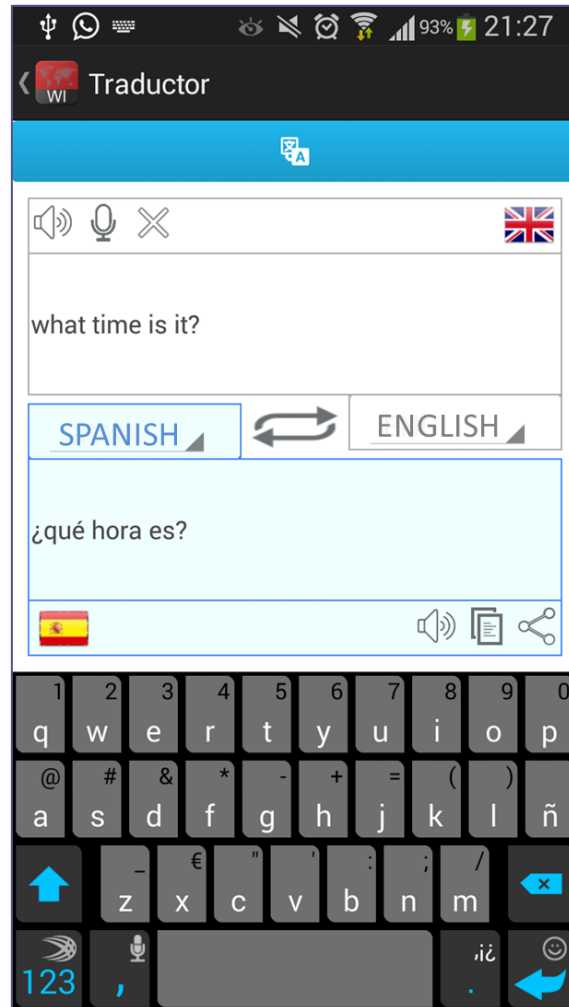 93% 21:27
WI Traductor
what time is it?
SPANISH ENGLISH
¿qué hora es?
1 2 3 4 5 6 7 8 9 0
q w e r t y u i o p
@ # & * - + = ( )
a s d f g h j k l ñ
_ € " ' : ; /
z x c v b n m
,¡¿
123 , .